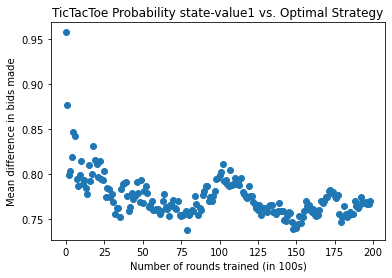 TicTacToe Probability state-value1 vs. Optimal Strategy
Mean difference in bids made
0.95
0.90
0.85
0.80
0.75
0 25 50 75 100 125 150 175 200
Number of rounds trained (in 100s)